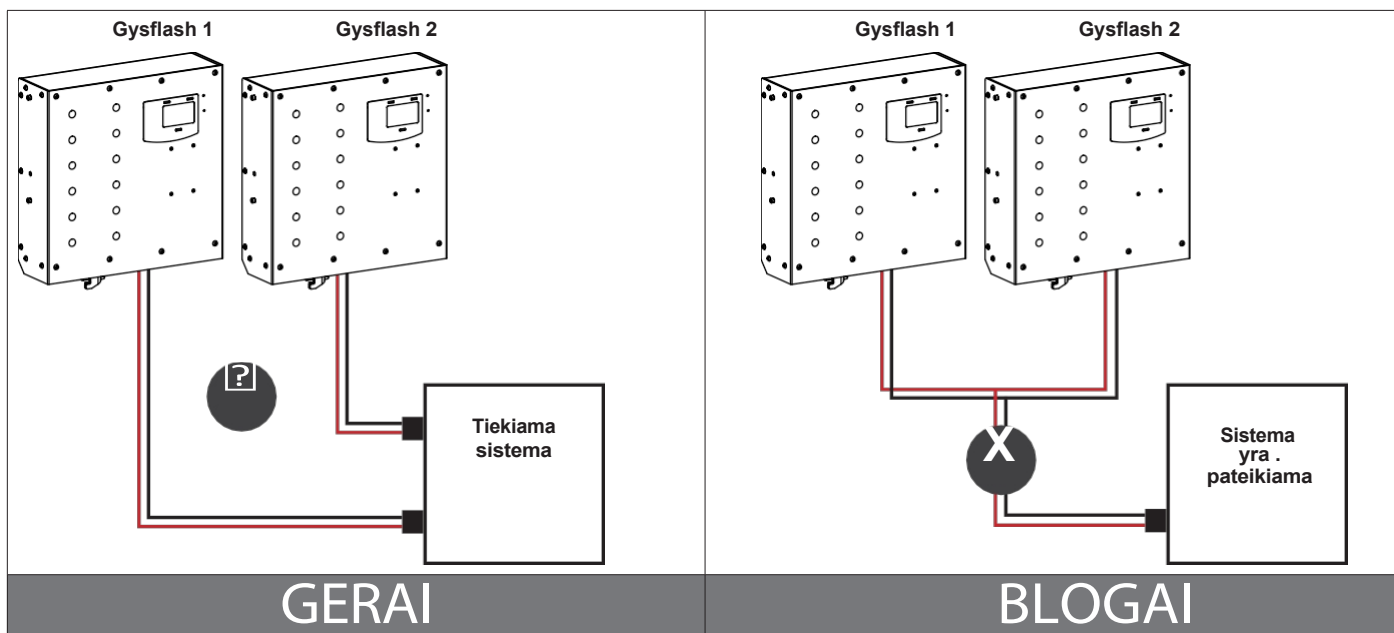 Gysflash 1
Gysflash 2
?
Tiekiama
sistema
GERAI
Gysflash 1
Gysflash 2
X
Sistema
yra .
pateikiama
BLOGAI